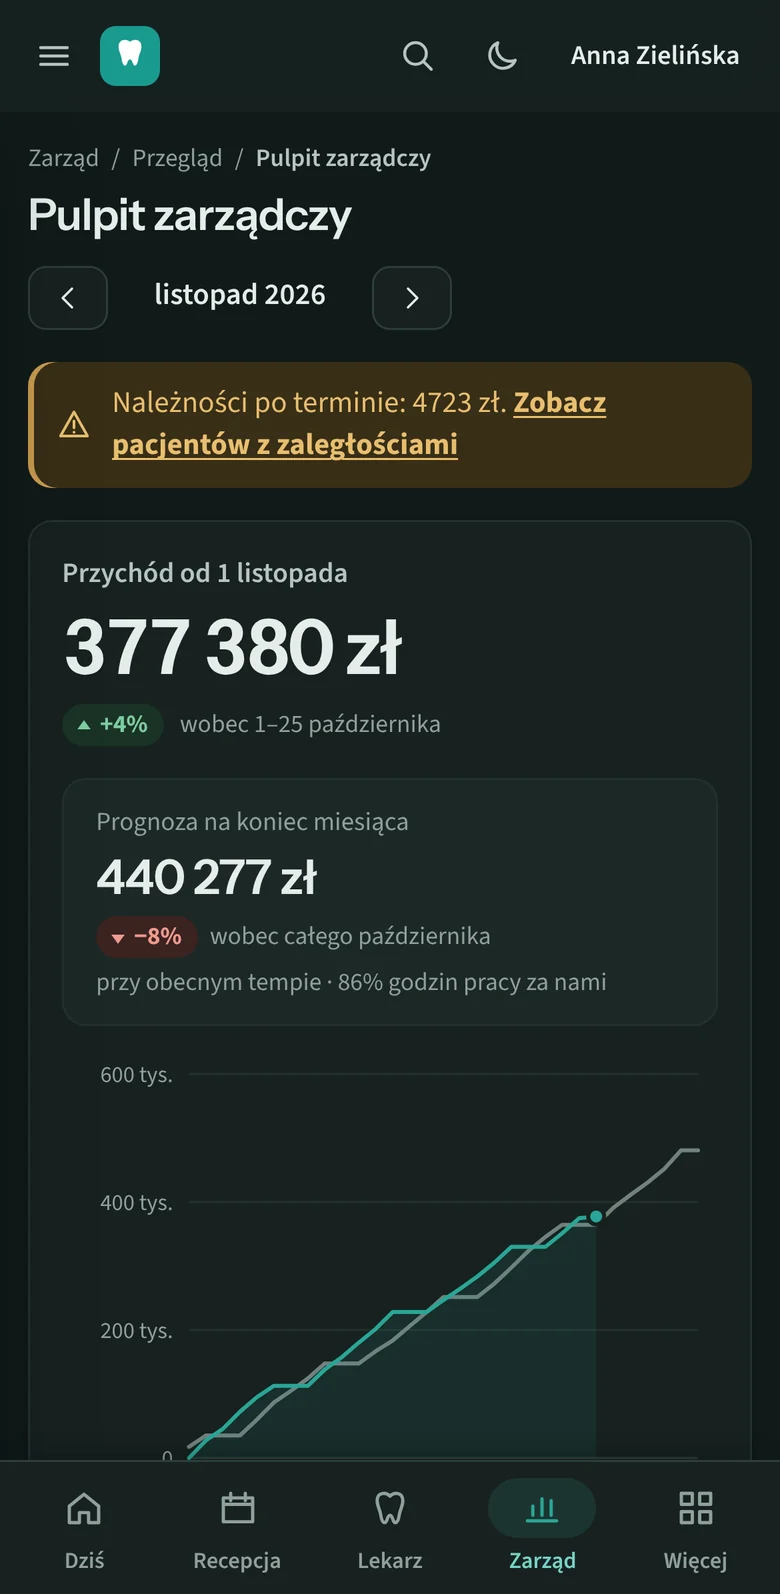 Anna Zielińska
Zarząd / Przegląd / Pulpit zarządczy
Pulpit zarządczy
listopad 2026
Należności po terminie: 4723 zł. Zobacz
pacjentów z zaległościami
Przychód od 1 listopada
377 380 zł
+4% wobec 1–25 października
Prognoza na koniec miesiąca
440 277 zł
−8% wobec całego października
przy obecnym tempie · 86% godzin pracy za nami
600 tys.
400 tys.
200 tys.
0
Dziś
Recepcja
Lekarz
Zarząd
Więcej